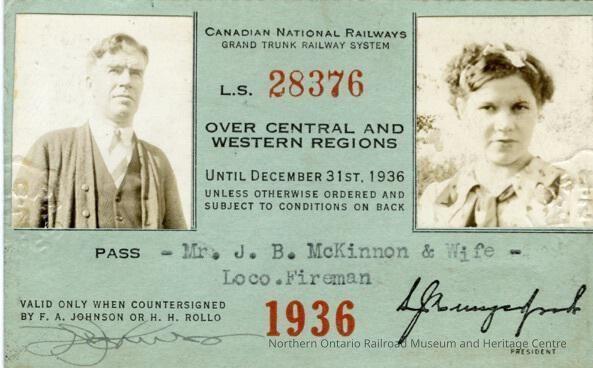 CANADIAN NATIONAL RAILWAYS
GRAND TRUNK RAILWAY SYSTEM
L.S. 28376
OVER CENTRAL AND
WESTERN REGIONS
UNTIL DECEMBER 31ST, 1936
UNLESS OTHERWISE ORDERED AND
SUBJECT TO CONDITIONS ON BACK
PASS - Mr. J. B. McKinnon & Wife -
Loco.Fireman
VALID ONLY WHEN COUNTERSIGNED
BY F. A. JOHNSON OR H. H. ROLLO
1936
Northern Ontario Railroad Museum and Heritage Centre
PRESIDENT